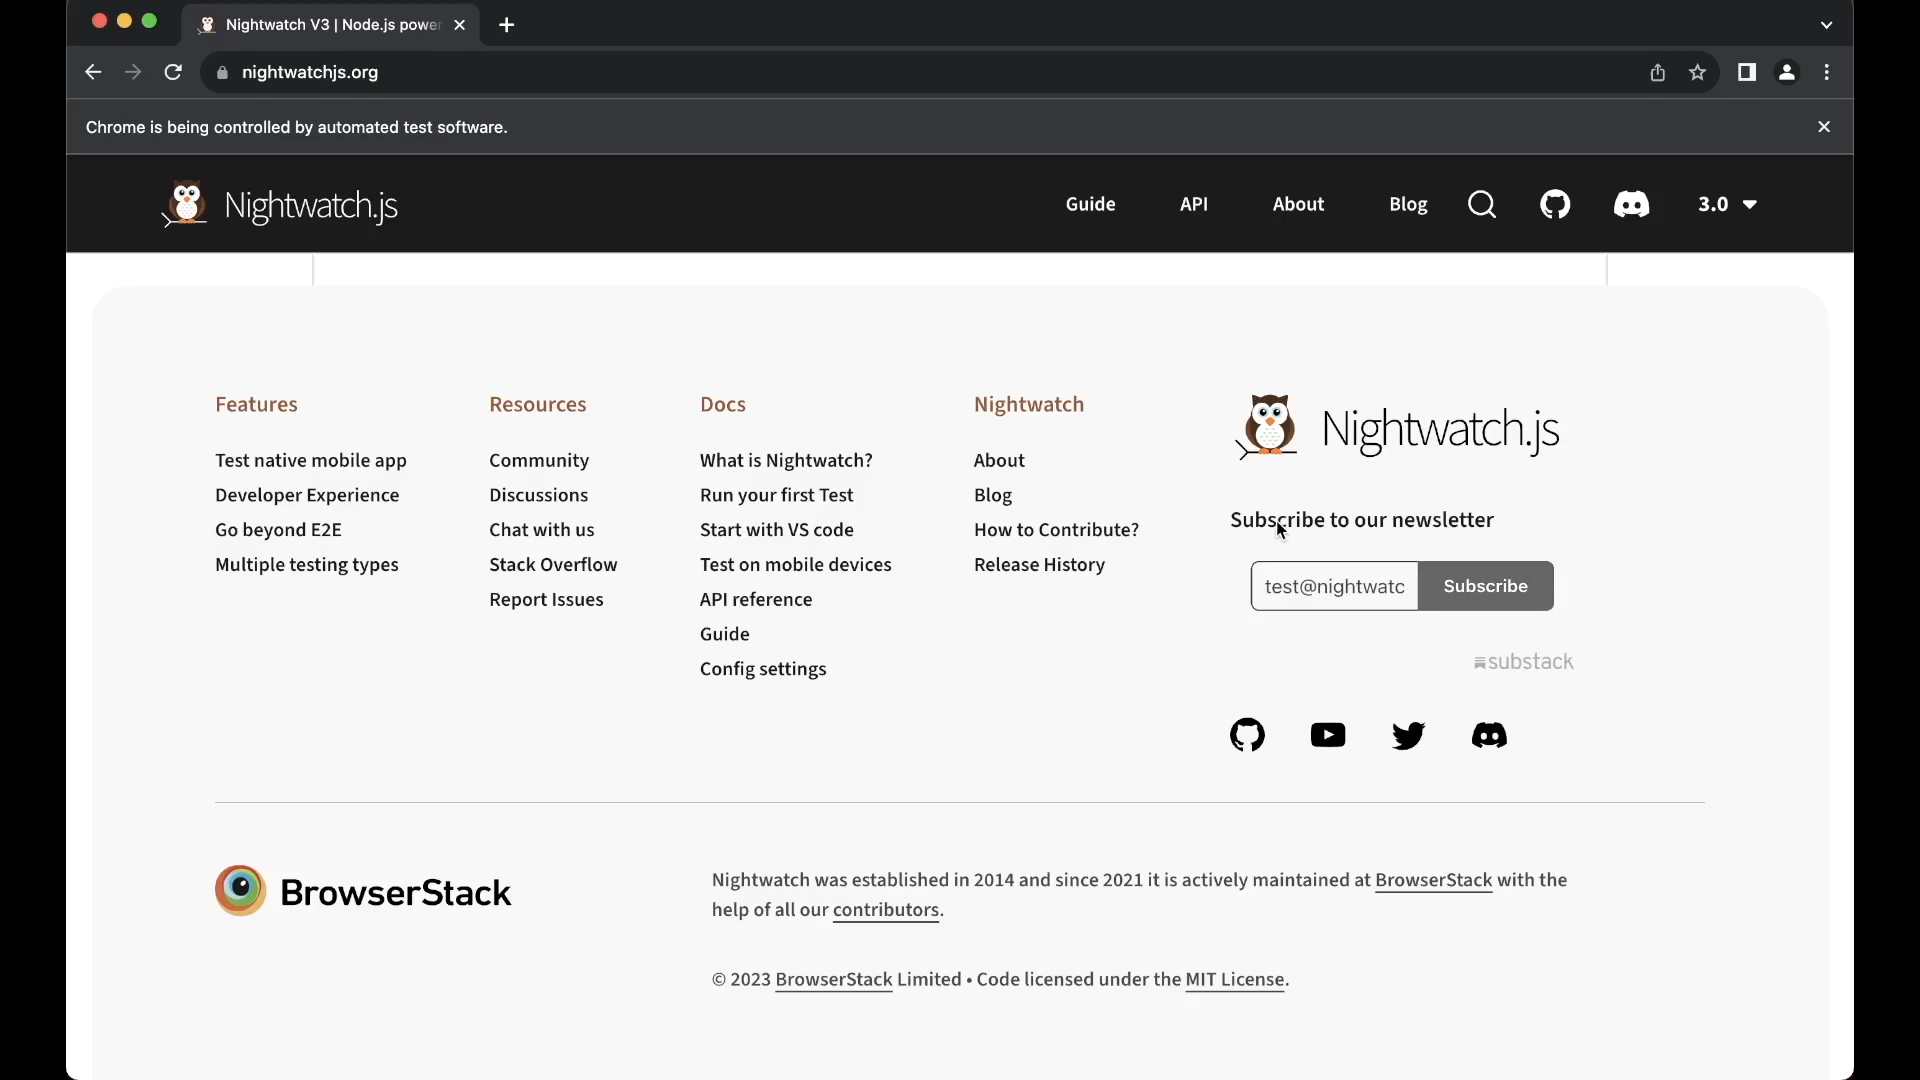 Nightwatch V3 | Node.js power
nightwatchjs.org
Chrome is being controlled by automated test software.
Nightwatch.js
Guide
API
About
Blog
3.0
Features
Test native mobile app
Developer Experience
Go beyond E2E
Multiple testing types
Resources
Community
Discussions
Chat with us
Stack Overflow
Report Issues
Docs
What is Nightwatch?
Run your first Test
Start with VS code
Test on mobile devices
API reference
Guide
Config settings
Nightwatch
About
Blog
How to Contribute?
Release History
Nightwatch.js
Subscribe to our newsletter
test@nightwatc
Subscribe
substack
BrowserStack
Nightwatch was established in 2014 and since 2021 it is actively maintained at BrowserStack with the
help of all our contributors.
© 2023 BrowserStack Limited • Code licensed under the MIT License.